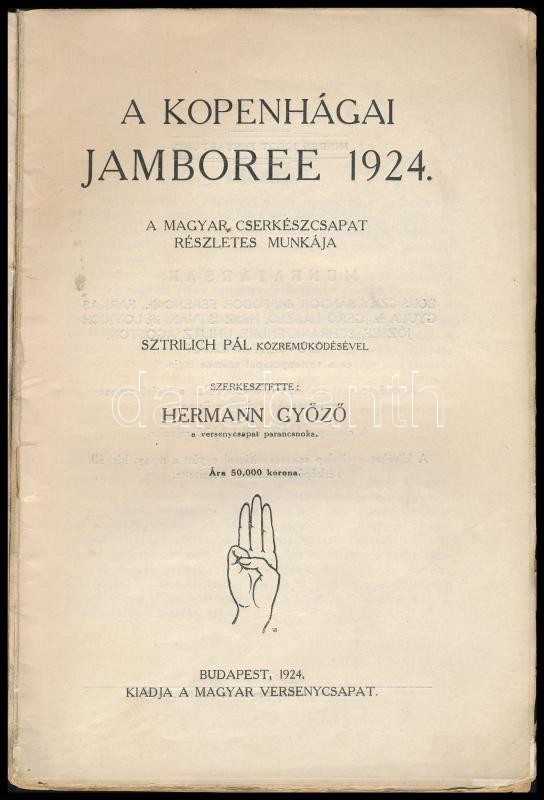 A KOPENHÁGAI
JAMBOREE 1924.
A MAGYAR CSERKÉSZCSAPAT
RÉSZLETES MUNKÁJA
SZTRILICH PÁL KÖZREMŰKÖDÉSÉVEL
SZERKESZTETTE:
HERMANN GYŐZŐ
a versenycsapat parancsnoka.
darabanth
Ára 50,000 korona.
BUDAPEST, 1924.
KIADJA A MAGYAR VERSENYCSAPAT.